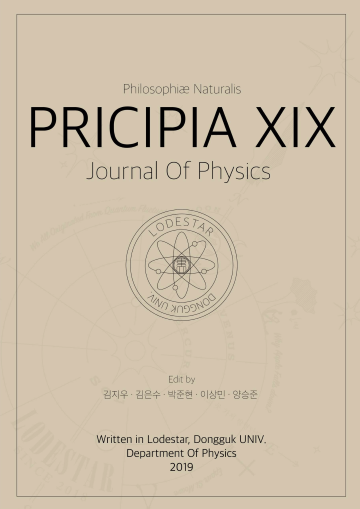 Philosophiæ Naturalis
PRICIPIA XIX
Journal Of Physics
LODESTAR
DONGGUK UNIV.
Edit by
김지우 · 김은수 · 박준현 · 이상민 · 양승준
Written in Lodestar, Dongguk UNIV.
Department Of Physics
2019
LODESTAR